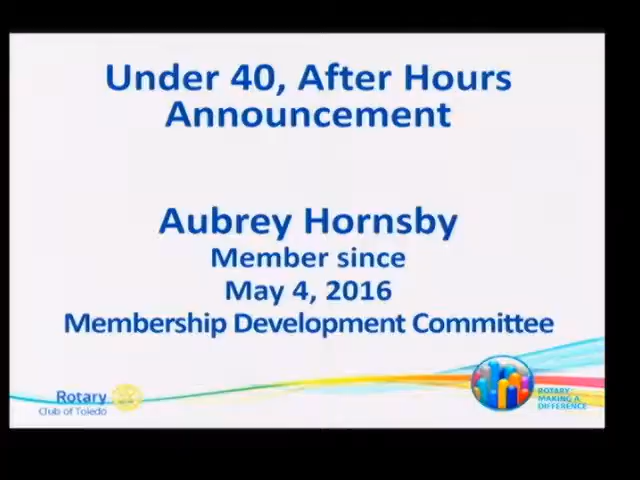 Under 40, After Hours
Announcement
Aubrey Hornsby
Member since
May 4, 2016
Membership Development Committee
Rotary
Club of Toledo
ROTARY:
MAKING A
DIFFERENCE